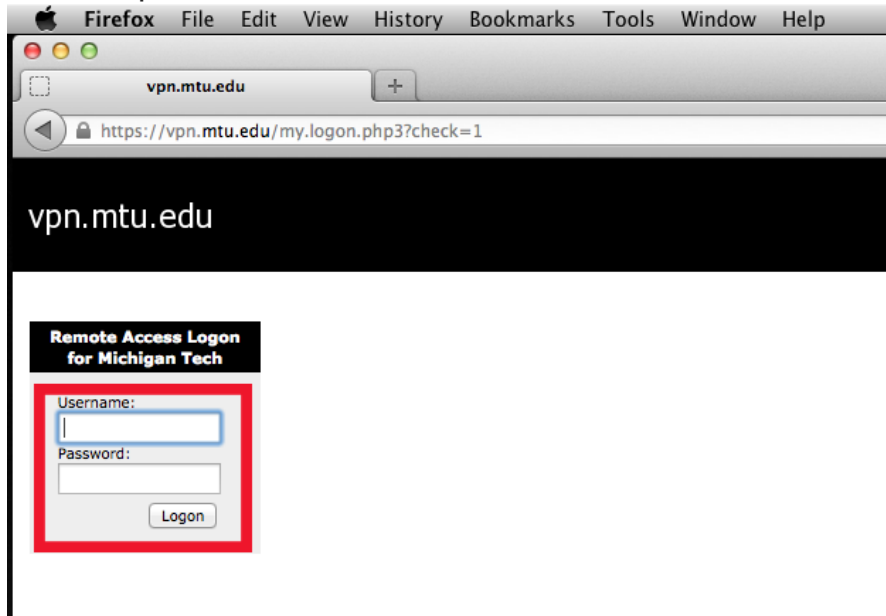 Firefox File Edit View History Bookmarks Tools Window Help
vpn.mtu.edu
https://vpn.mtu.edu/my.logon.php3?check=1
vpn.mtu.edu
Remote Access Logon
for Michigan Tech
Username:
Password:
Logon